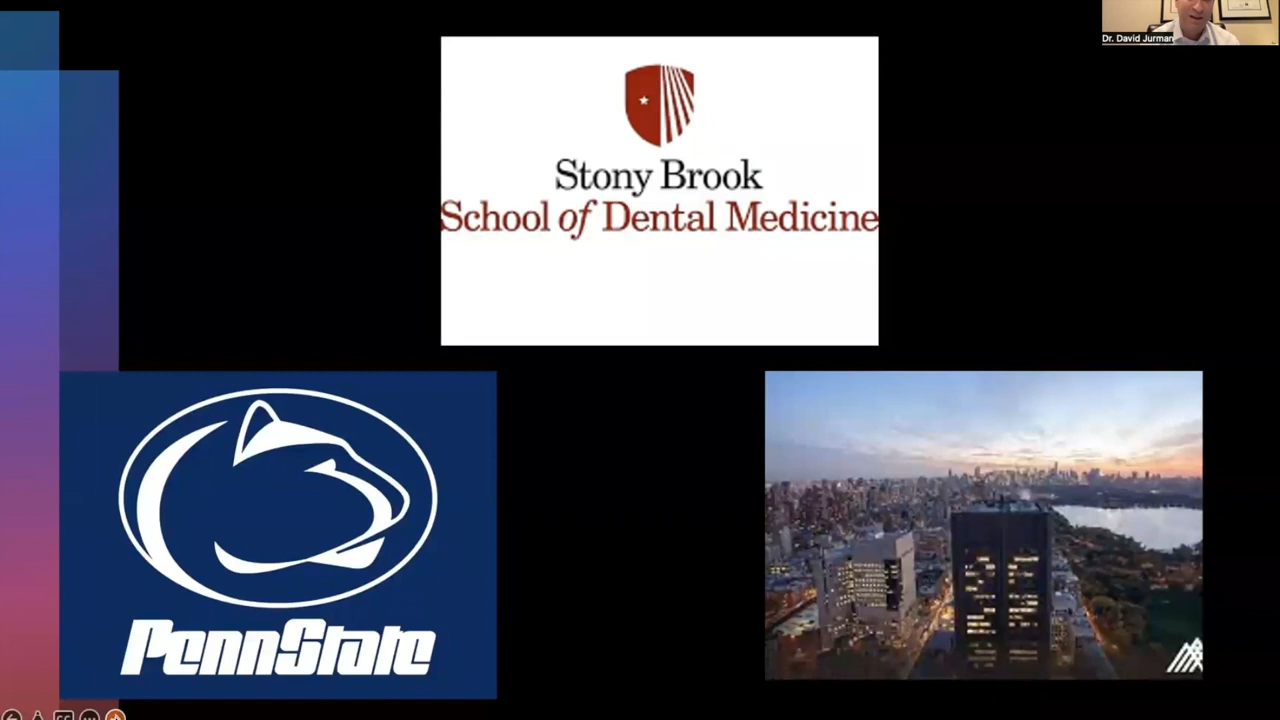 Dr. David Jurman
Stony Brook
School of Dental Medicine
PennState